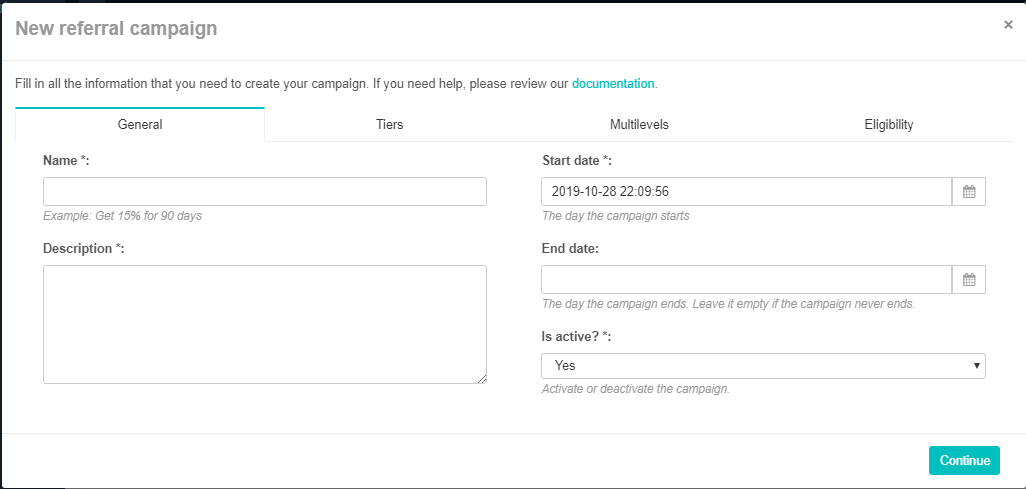 New referral campaign ×
Fill in all the information that you need to create your campaign. If you need help, please review our documentation.
General Tiers Multilevels Eligibility
Name *:
Example: Get 15% for 90 days
Description *:
Start date *:
2019-10-28 22:09:56
The day the campaign starts
End date:
The day the campaign ends. Leave it empty if the campaign never ends.
Is active? *:
Yes
Activate or deactivate the campaign.
Continue